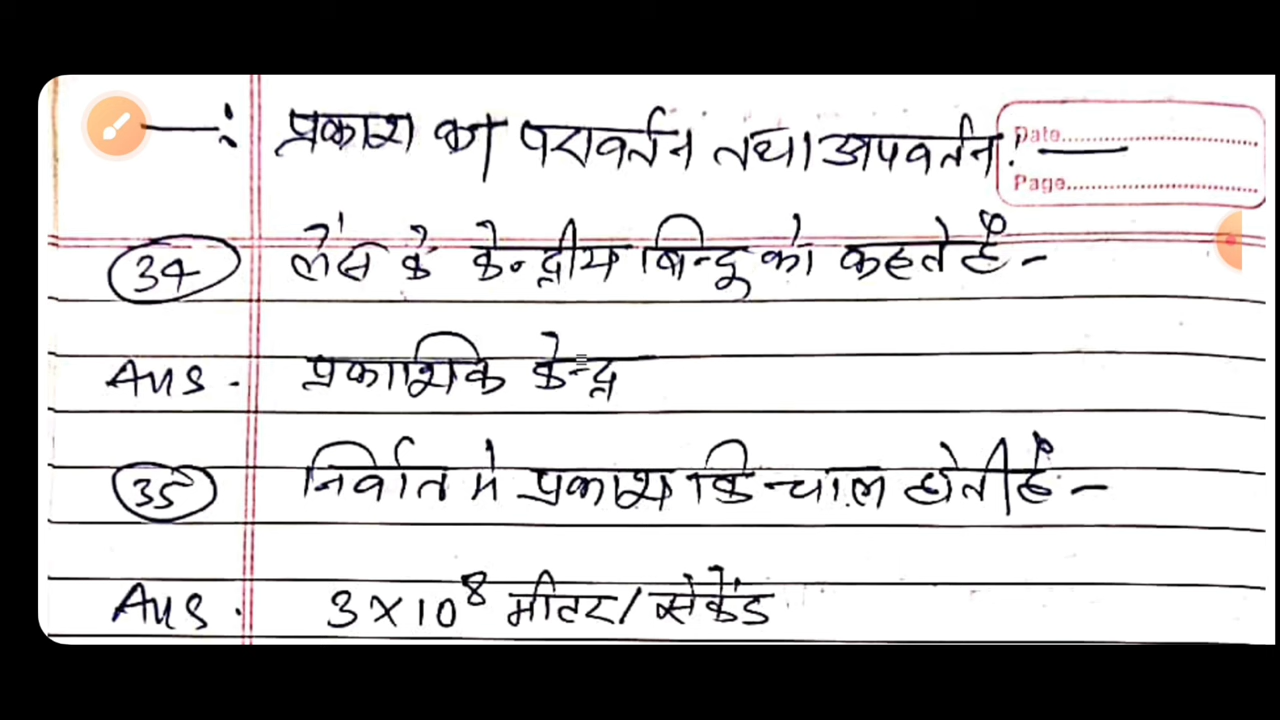 —: प्रकाश का परावर्तन तथा अपवर्तन :—
Date
Page
34 लेंस के केन्द्रीय बिन्दू को कहते हैं -
Ans. प्रकाशिक केन्द्र
35 निर्वात मे प्रकाश कि चाल होती है -
Ans. 3 × 10⁸ मीटर / सेकेंड